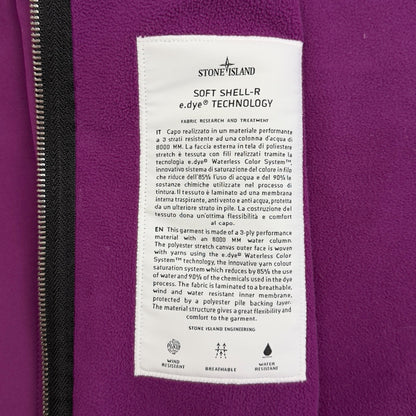 STONE ISLAND
SOFT SHELL-R
e.dye® TECHNOLOGY
FABRIC RESEARCH AND TREATMENT
IT Capo realizzato in un materiale performante
a 3 strati resistente ad una colonna d'acqua di
8000 MM. La faccia esterna in tela di poliestere
stretch è tessuta con fili realizzati tramite la
tecnologia e.dye® Waterless Color System™,
innovativo sistema di saturazione del colore in filo
che riduce dell'85% l'uso di acqua e del 90% le
sostanze chimiche utilizzate nel processo di
tintura. Il tessuto è laminato ad una membrana
interna traspirante, anti vento e anti acqua, protetta
da un ulteriore strato in pile. La costruzione del
tessuto dona un'ottima flessibilità e comfort
al capo.
EN This garment is made of a 3-ply performance
material with an 8000 MM water column.
The polyester stretch canvas outer face is woven
with yarns using the e.dye® Waterless Color
System™ technology, the innovative yarn colour
saturation system which reduces by 85% the use
of water and 90% of the chemicals used in the dye
process. The fabric is laminated to a breathable,
wind and water resistant inner membrane,
protected by a polyester pile backing layer.
The material structure gives a great flexibility and
comfort to the garment.
STONE ISLAND ENGINEERING
WIND
RESISTANT
BREATHABLE
WATER
RESISTANT